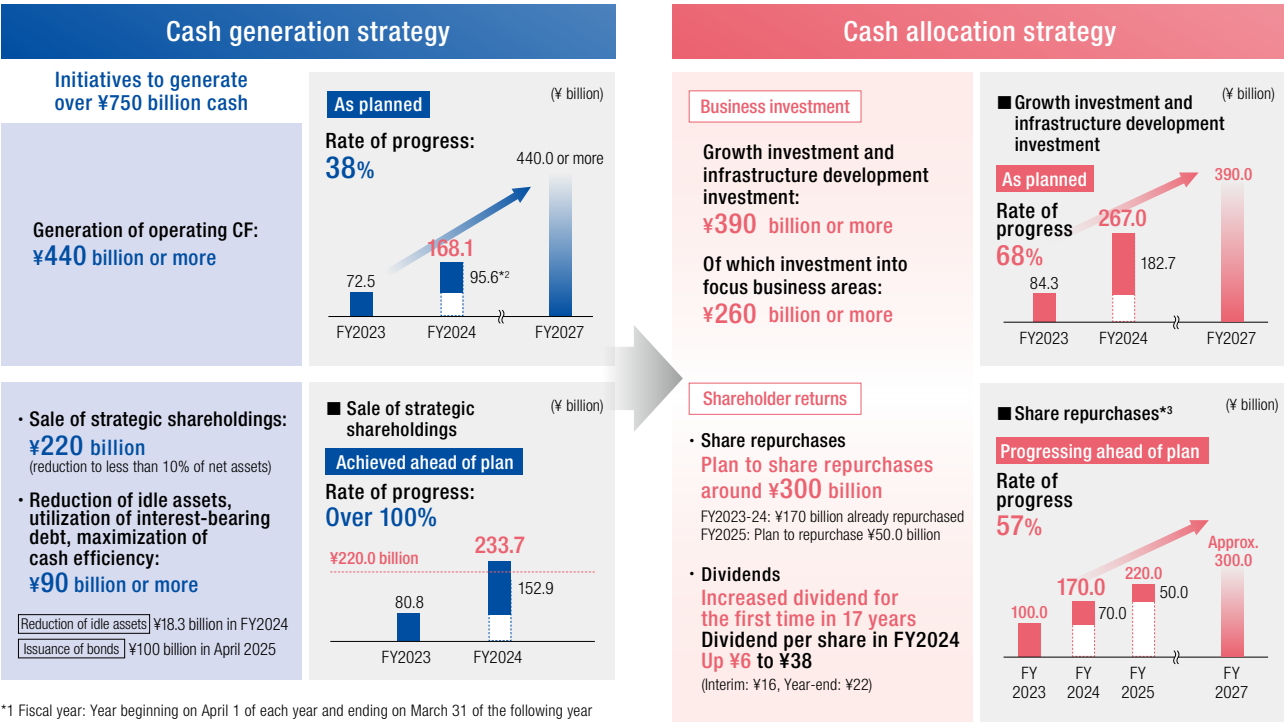 Cash generation strategy
Initiatives to generate
over ¥750 billion cash
Generation of operating CF:
¥440 billion or more
(¥ billion)
As planned
Rate of progress:
38%
440.0 or more
168.1
72.5
95.6*2
FY2023
FY2024
FY2027
・Sale of strategic shareholdings:
¥220 billion
(reduction to less than 10% of net assets)
・Reduction of idle assets,
utilization of interest-bearing
debt, maximization of
cash efficiency:
¥90 billion or more
Reduction of idle assets ¥18.3 billion in FY2024
Issuance of bonds ¥100 billion in April 2025
■ Sale of strategic
shareholdings
(¥ billion)
Achieved ahead of plan
Rate of progress:
Over 100%
¥220.0 billion
233.7
152.9
80.8
FY2023
FY2024
Cash allocation strategy
Business investment
Growth investment and
infrastructure development
investment:
¥390 billion or more
Of which investment into
focus business areas:
¥260 billion or more
■ Growth investment and
infrastructure development
investment
(¥ billion)
As planned
Rate of
progress
68%
390.0
267.0
182.7
84.3
FY2023
FY2024
FY2027
Shareholder returns
・Share repurchases
Plan to share repurchases
around ¥300 billion
FY2023-24: ¥170 billion already repurchased
FY2025: Plan to repurchase ¥50.0 billion
・Dividends
Increased dividend for
the first time in 17 years
Dividend per share in FY2024
Up ¥6 to ¥38
(Interim: ¥16, Year-end: ¥22)
■ Share repurchases*3
(¥ billion)
Progressing ahead of plan
Rate of
progress
57%
Approx.
300.0
220.0
170.0
100.0
70.0
50.0
FY
2023
FY
2024
FY
2025
FY
2027
*1 Fiscal year: Year beginning on April 1 of each year and ending on March 31 of the following year